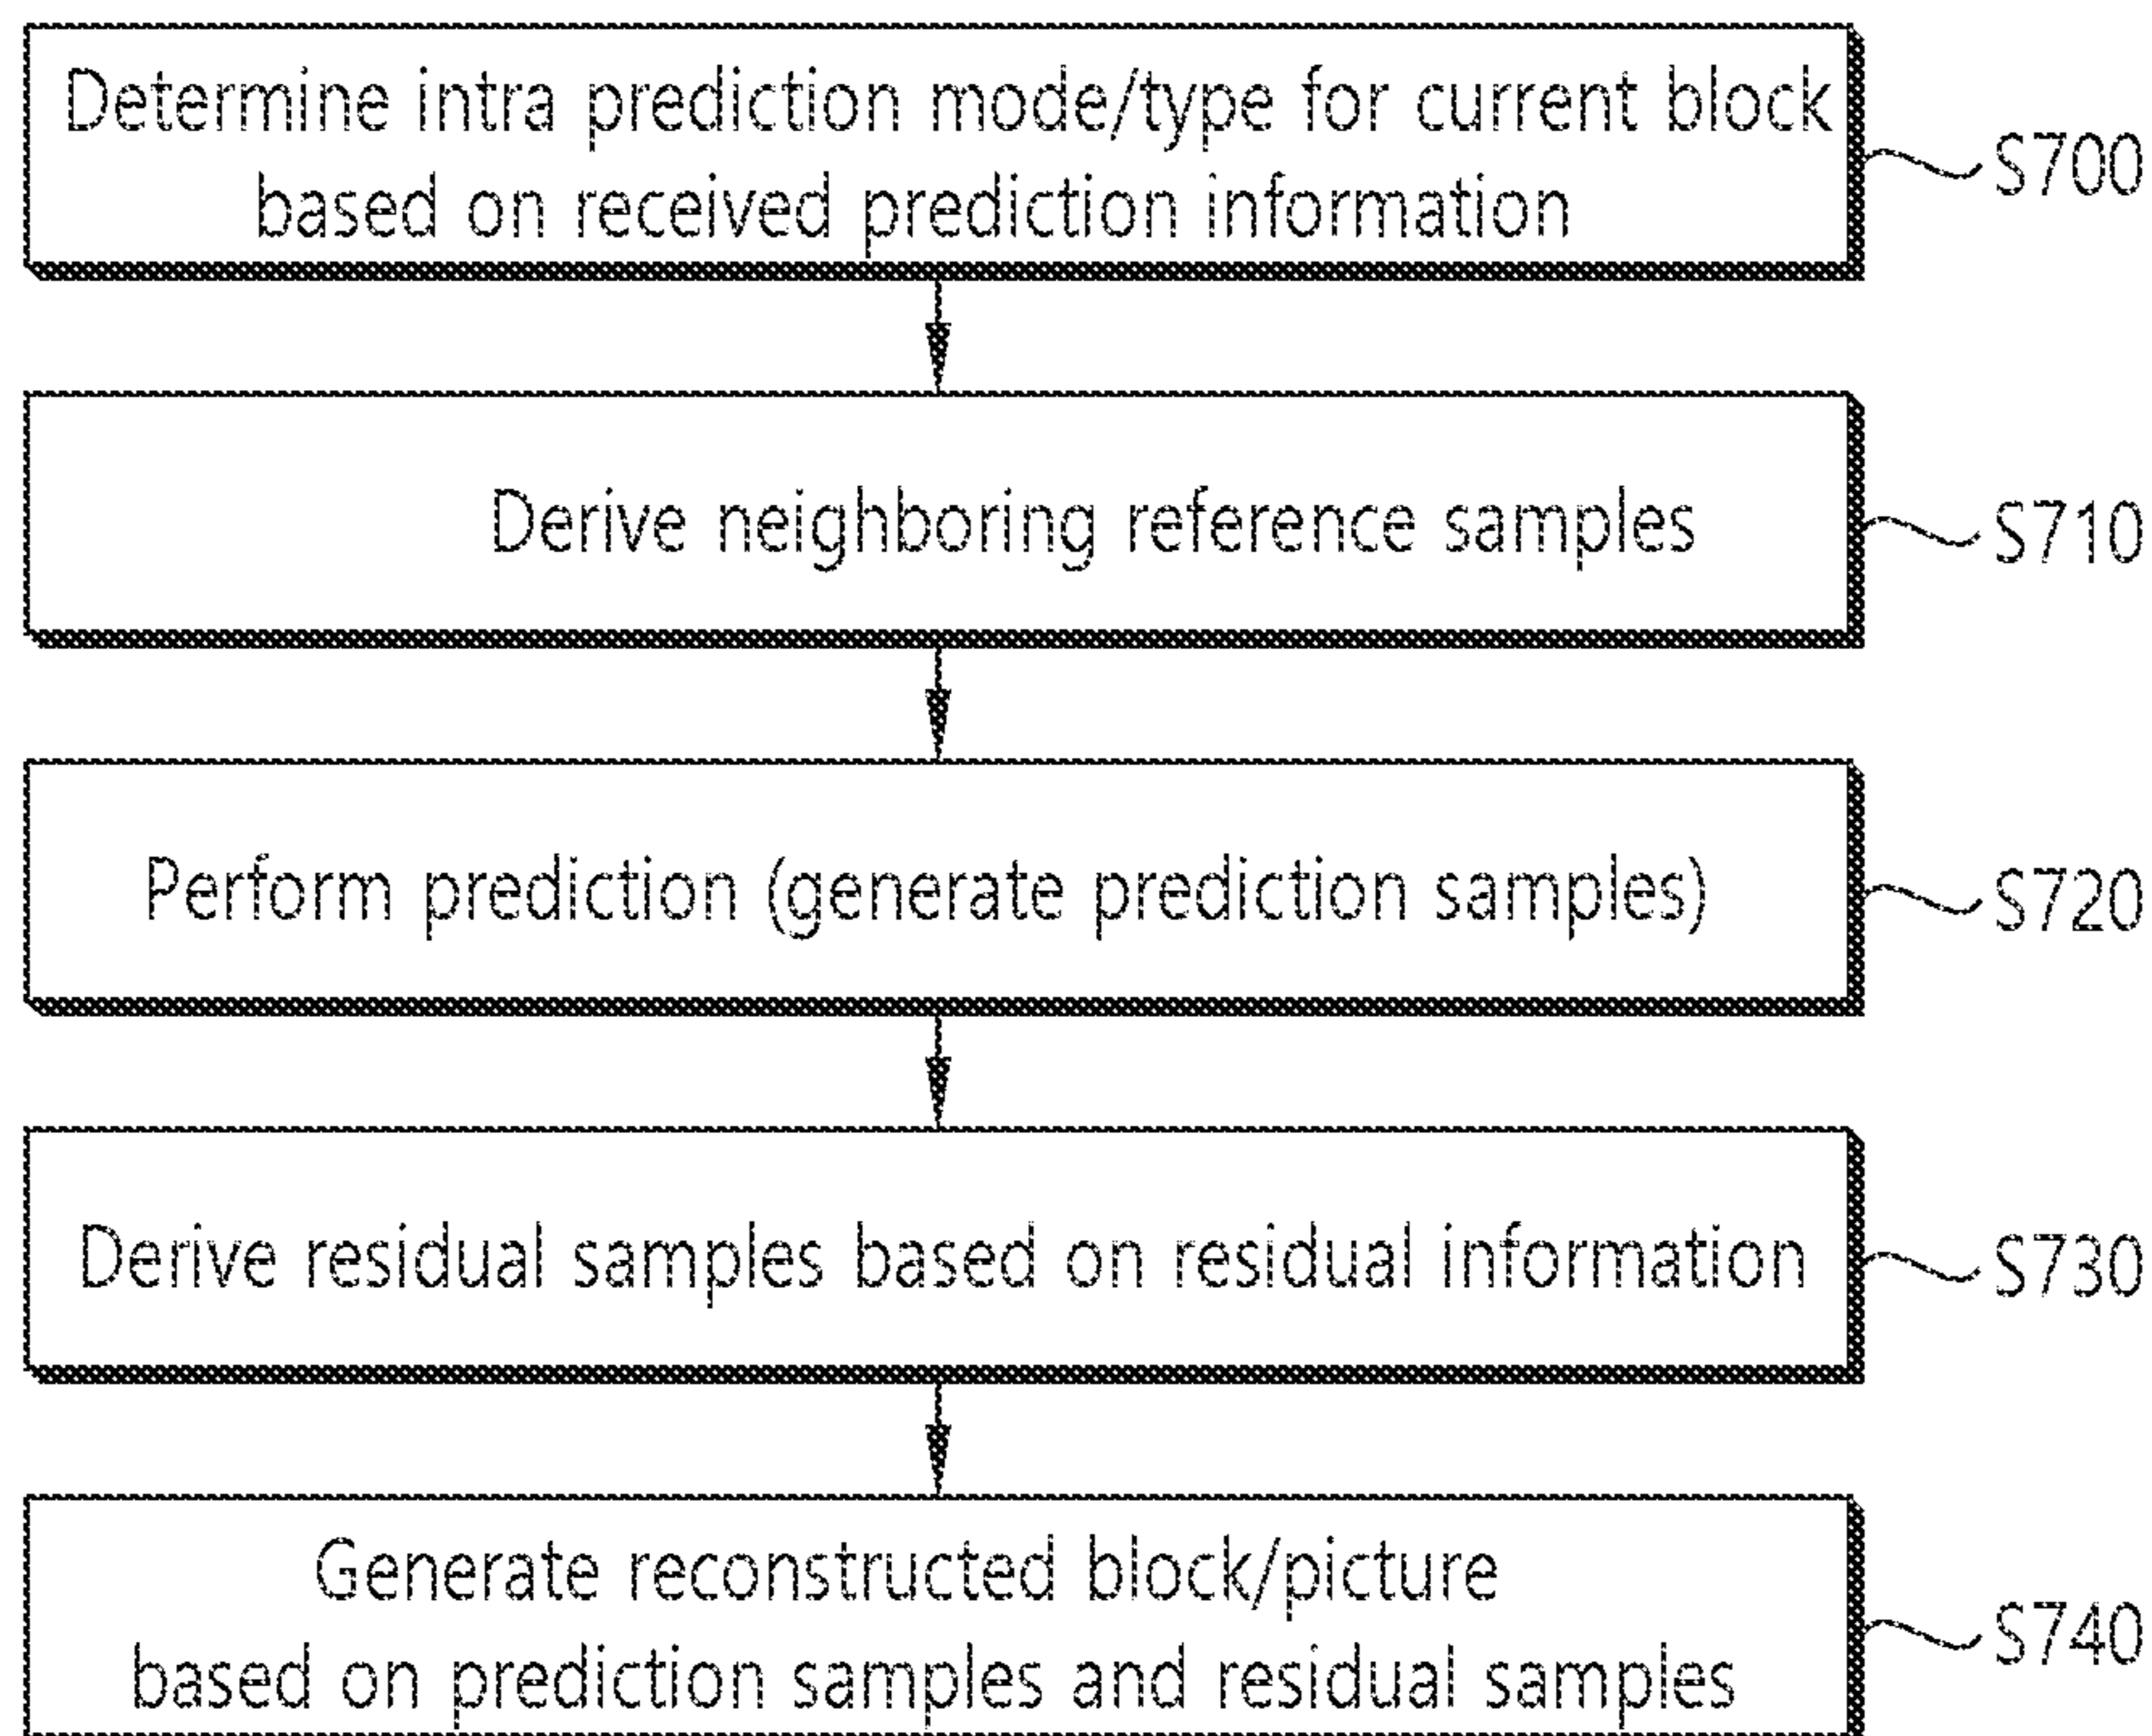 Determine intra prediction mode/type for current block
based on received prediction information
S700
Derive neighboring reference samples
S710
Perform prediction (generate prediction samples)
S720
Derive residual samples based on residual information
S730
Generate reconstructed block/picture
based on prediction samples and residual samples
S740